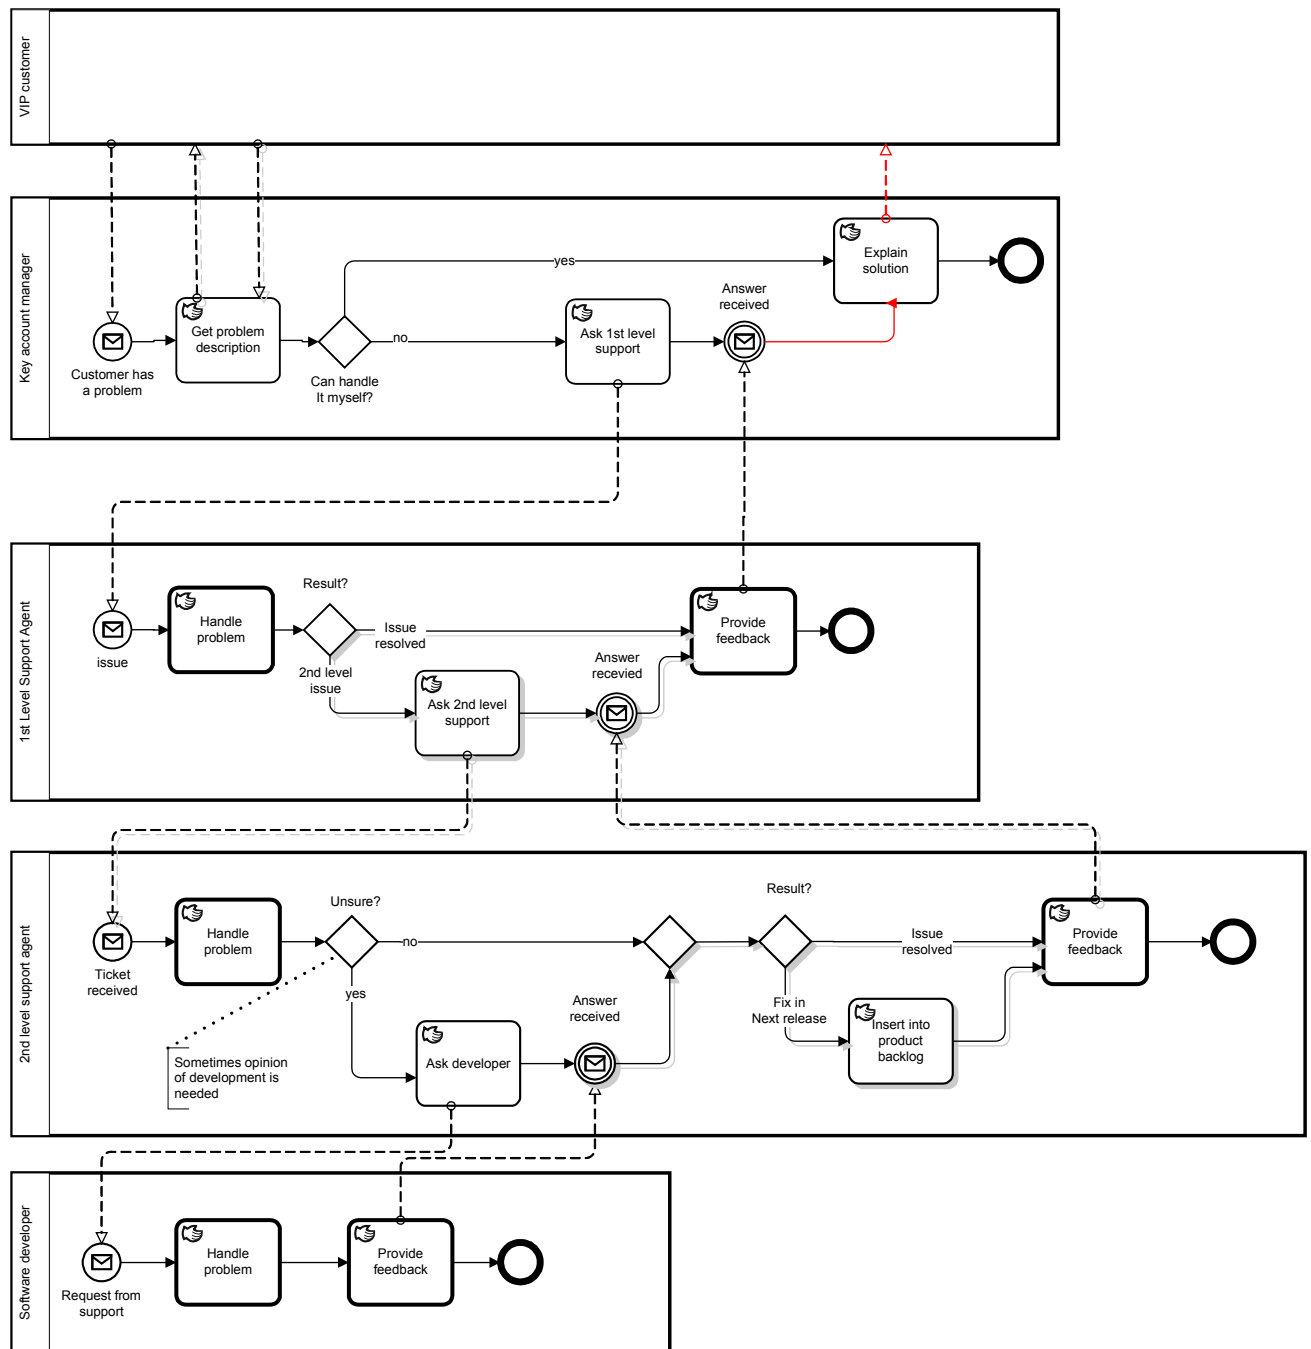 VIP customer
Key account manager
Customer has
a problem
Get problem
description
Can handle
It myself?
yes
no
Ask 1st level
support
Answer
received
Explain
solution
1st Level Support Agent
issue
Handle
problem
Result?
Issue
resolved
2nd level
issue
Ask 2nd level
support
Answer
recevied
Provide
feedback
2nd level support agent
Ticket
received
Handle
problem
Unsure?
no
yes
Sometimes opinion
of development is
needed
Ask developer
Answer
received
Result?
Issue
resolved
Fix in
Next release
Insert into
product
backlog
Provide
feedback
Software developer
Request from
support
Handle
problem
Provide
feedback